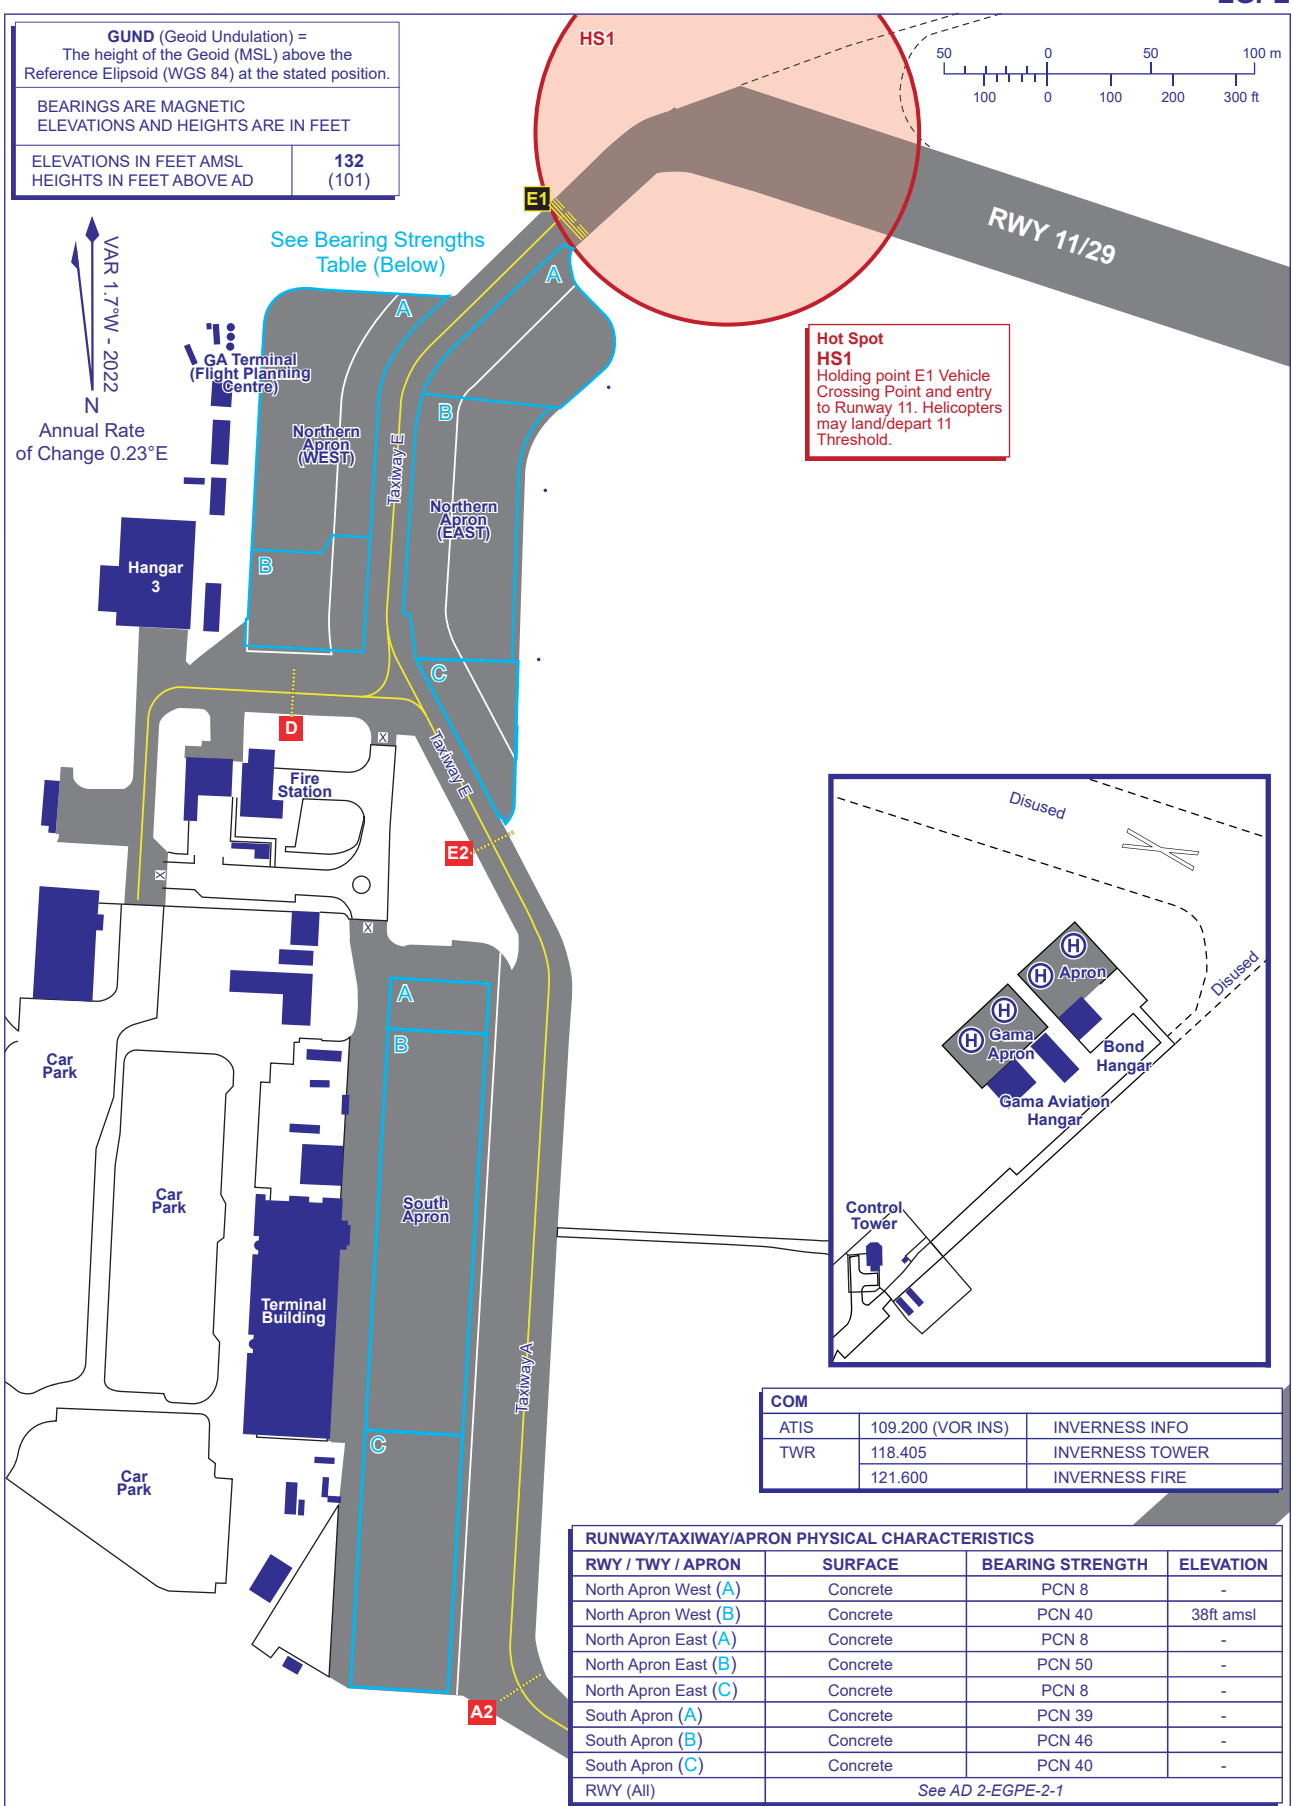 GUND (Geoid Undulation) =
The height of the Geoid (MSL) above the
Reference Elipsoid (WGS 84) at the stated position.
BEARINGS ARE MAGNETIC
ELEVATIONS AND HEIGHTS ARE IN FEET
ELEVATIONS IN FEET AMSL 132
HEIGHTS IN FEET ABOVE AD (101)
HS1
50 0 50 100 m
100 0 100 200 300 ft
E1
RWY 11/29
VAR 1.7°W - 2022
N
Annual Rate
of Change 0.23°E
See Bearing Strengths
Table (Below)
A
A
Hot Spot
HS1
Holding point E1 Vehicle
Crossing Point and entry
to Runway 11. Helicopters
may land/depart 11
Threshold.
GA Terminal
(Flight Planning
Centre)
B
Northern
Apron
(WEST)
Taxiway E
Northern
Apron
(EAST)
B
Hangar
3
C
D
X
Taxiway E
Fire
Station
E2
X
X
Disused
Disused
H
H
Apron
H
H
Gama
Apron
Bond
Hangar
Gama Aviation
Hangar
Control
Tower
A
B
Car
Park
Car
Park
South
Apron
Terminal
Building
Taxiway A
C
Car
Park
A2
COM
ATIS 109.200 (VOR INS) INVERNESS INFO
TWR 118.405 INVERNESS TOWER
121.600 INVERNESS FIRE
RUNWAY/TAXIWAY/APRON PHYSICAL CHARACTERISTICS
RWY / TWY / APRON SURFACE BEARING STRENGTH ELEVATION
North Apron West (A) Concrete PCN 8 -
North Apron West (B) Concrete PCN 40 38ft amsl
North Apron East (A) Concrete PCN 8 -
North Apron East (B) Concrete PCN 50 -
North Apron East (C) Concrete PCN 8 -
South Apron (A) Concrete PCN 39 -
South Apron (B) Concrete PCN 46 -
South Apron (C) Concrete PCN 40 -
RWY (All) See AD 2-EGPE-2-1